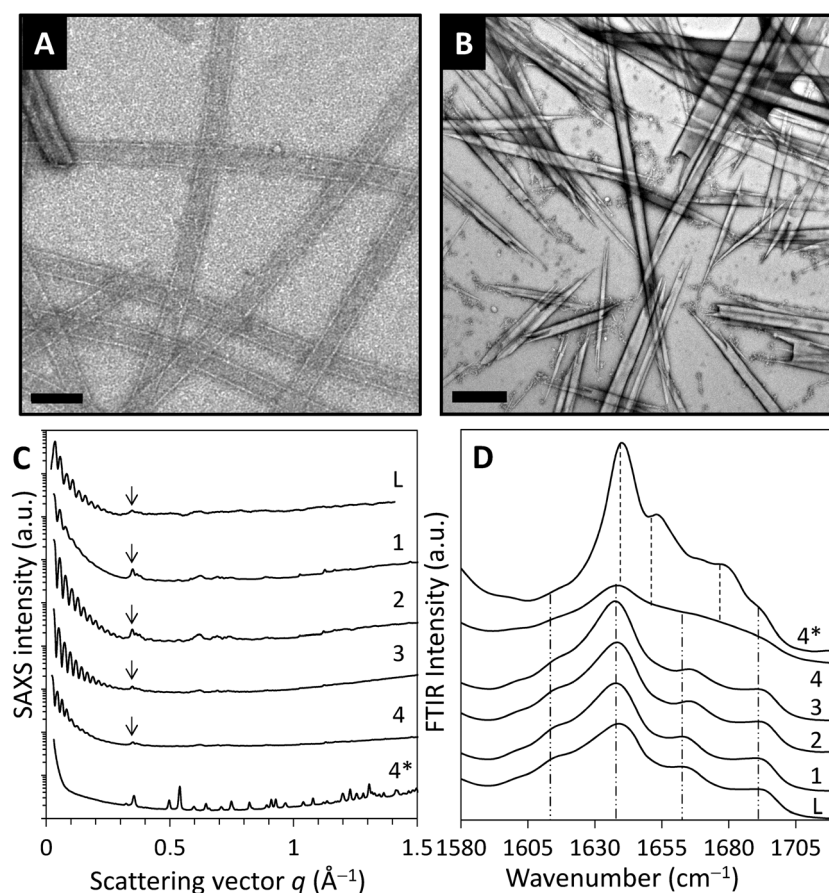 A
B
C
SAXS intensity (a.u.)
L
1
2
3
4
4*
0
0.5
1
1.5
Scattering vector q (Å⁻¹)
D
FTIR Intensity (a.u.)
4*
4
3
2
1
L
1580
1605
1630
1655
1680
1705
Wavenumber (cm⁻¹)